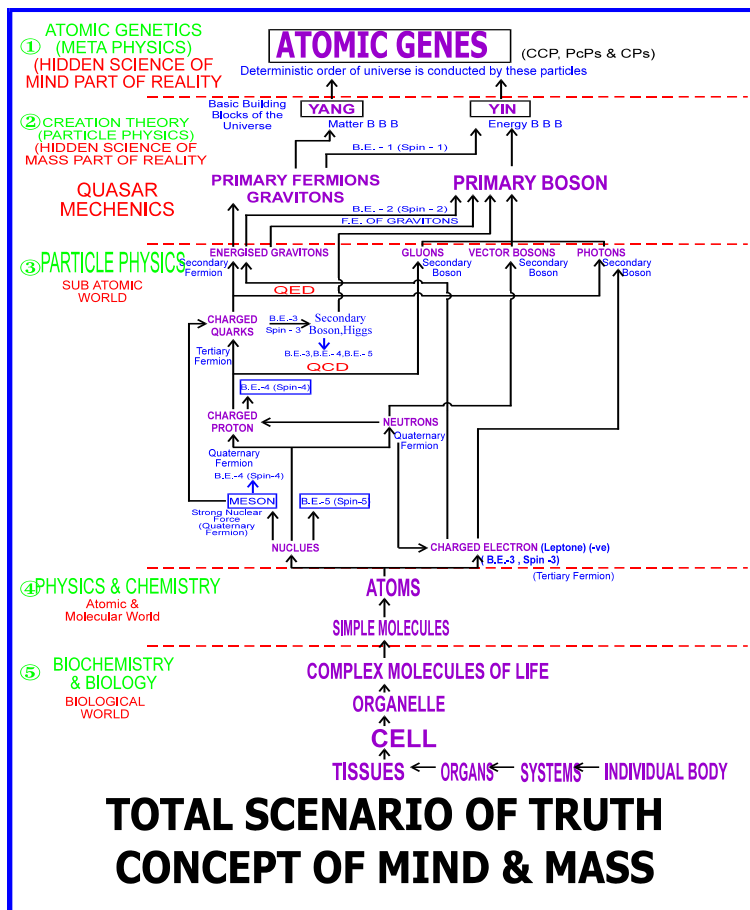 ①
ATOMIC GENETICS
(META PHYSICS)
(HIDDEN SCIENCE OF
MIND PART OF REALITY
ATOMIC GENES
(CCP, PcPs & CPs)
Deterministic order of universe is conducted by these particles
②
CREATION THEORY
(PARTICLE PHYSICS)
(HIDDEN SCIENCE OF
MASS PART OF REALITY
Basic Building
Blocks of the
Universe
YANG
Matter B B B
YIN
Energy B B B
B.E. - 1 (Spin - 1)
QUASAR
MECHENICS
PRIMARY FERMIONS
GRAVITONS
PRIMARY BOSON
B.E. - 2 (Spin - 2)
F.E. OF GRAVITONS
③
PARTICLE PHYSICS
SUB ATOMIC
WORLD
ENERGISED GRAVITONS
Secondary
Fermion
GLUONS
Secondary
Boson
VECTOR BOSONS
Secondary
Boson
PHOTONS
Secondary
Boson
QED
CHARGED
QUARKS
B.E.-3
Spin - 3
Secondary
Boson,Higgs
Tertiary
Fermion
B.E.-3,B.E.- 4,B.E.- 5
QCD
B.E.-4 (Spin-4)
CHARGED
PROTON
NEUTRONS
Quaternary
Fermion
Quaternary
Fermion
B.E.-4 (Spin-4)
MESON
B.E.-5 (Spin-5)
Strong Nuclear
Force
(Quaternary
Fermion)
NUCLUES
CHARGED ELECTRON (Leptone) (-ve)
( B.E.-3 , Spin -3)
(Tertiary Fermion)
④
PHYSICS & CHEMISTRY
Atomic &
Molecular World
ATOMS
SIMPLE MOLECULES
⑤
BIOCHEMISTRY
& BIOLOGY
BIOLOGICAL
WORLD
COMPLEX MOLECULES OF LIFE
ORGANELLE
CELL
TISSUES
ORGANS
SYSTEMS
INDIVIDUAL BODY
TOTAL SCENARIO OF TRUTH
CONCEPT OF MIND & MASS